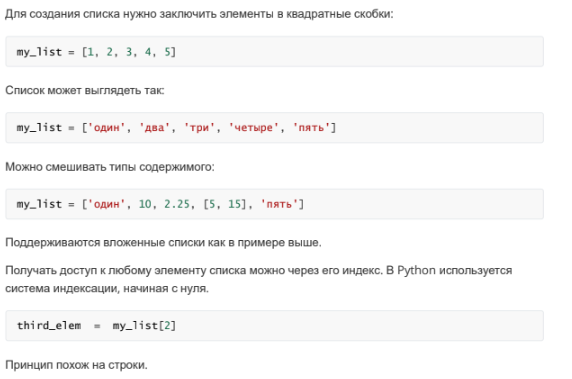 Для создания списка нужно заключить элементы в квадратные скобки:
my_list = [1, 2, 3, 4, 5]
Список может выглядеть так:
my_list = ['один', 'два', 'три', 'четыре', 'пять']
Можно смешивать типы содержимого:
my_list = ['один', 10, 2.25, [5, 15], 'пять']
Поддерживаются вложенные списки как в примере выше.
Получать доступ к любому элементу списка можно через его индекс. В Python используется
система индексации, начиная с нуля.
third_elem  =  my_list[2]
Принцип похож на строки.